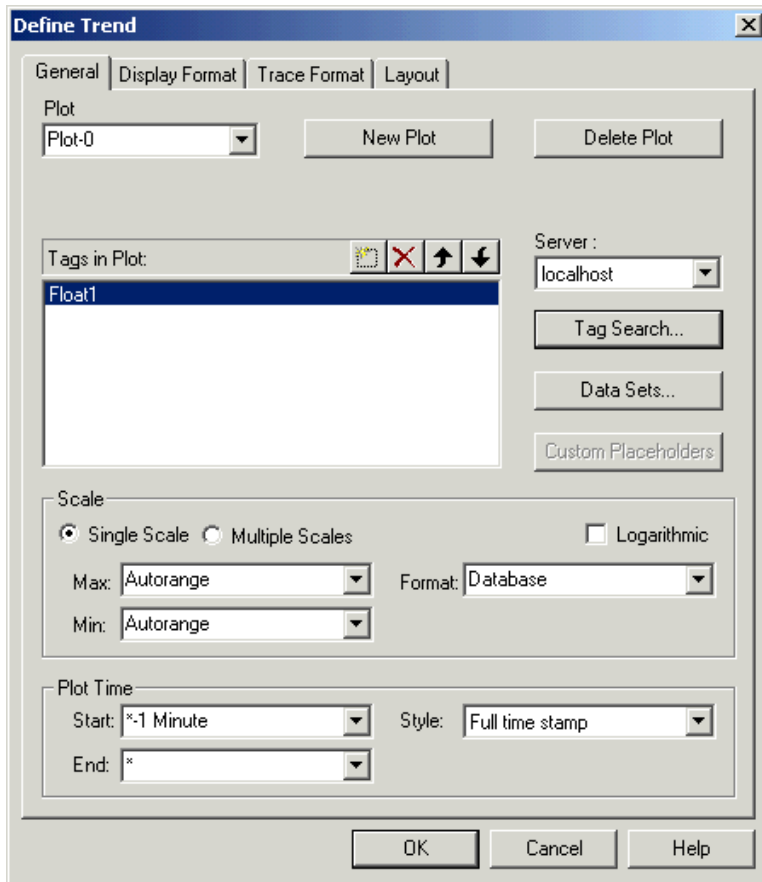 Define Trend
General Display Format Trace Format Layout
Plot
Plot-0 New Plot Delete Plot
Server :
Tags in Plot:
localhost
Float1
Tag Search...
Data Sets...
Custom Placeholders
Scale
Single Scale Multiple Scales Logarithmic
Max: Autorange Format: Database
Min: Autorange
Plot Time
Start: *-1 Minute Style: Full time stamp
End: *
OK Cancel Help